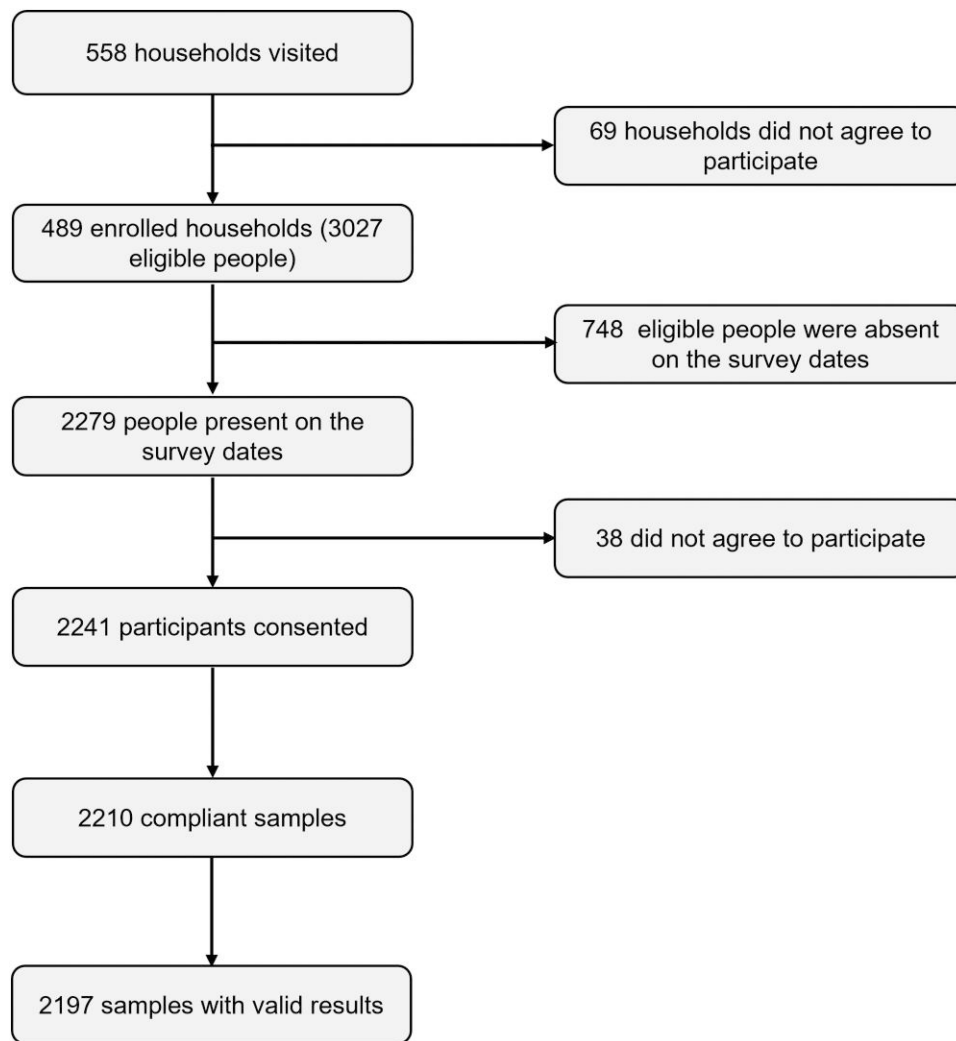 558 households visited
69 households did not agree to
participate
489 enrolled households (3027
eligible people)
748  eligible people were absent
on the survey dates
2279 people present on the
survey dates
38 did not agree to participate
2241 participants consented
2210 compliant samples
2197 samples with valid results